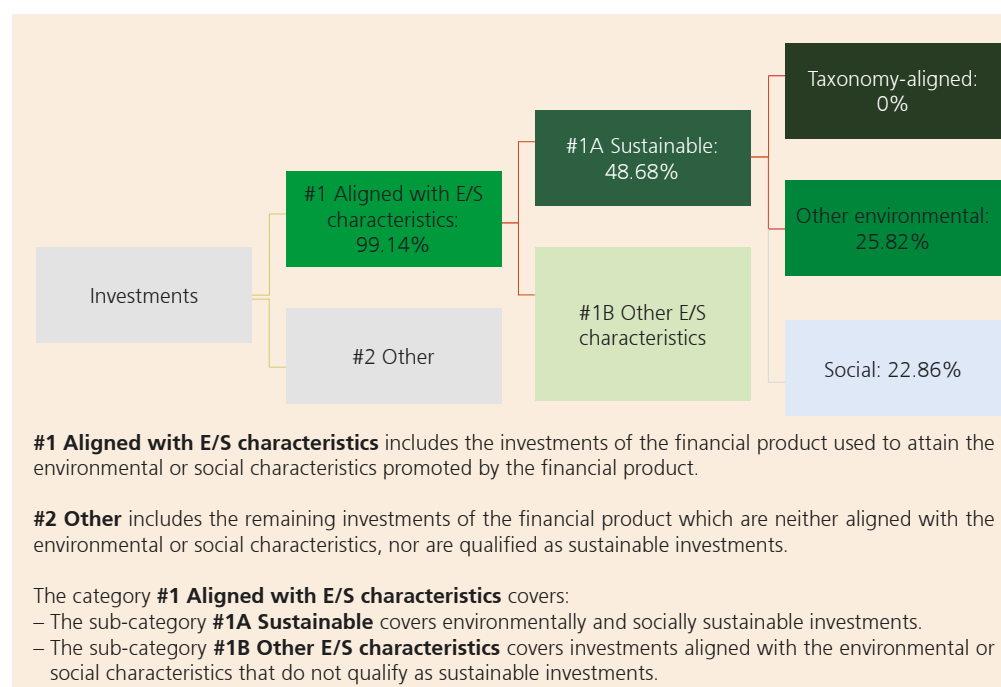 Taxonomy-aligned:
0%
#1A Sustainable:
48.68%
#1 Aligned with E/S
characteristics:
99.14%
Other environmental:
25.82%
Investments
#1B Other E/S
characteristics
#2 Other
Social: 22.86%
#1 Aligned with E/S characteristics includes the investments of the financial product used to attain the
environmental or social characteristics promoted by the financial product.
#2 Other includes the remaining investments of the financial product which are neither aligned with the
environmental or social characteristics, nor are qualified as sustainable investments.
The category #1 Aligned with E/S characteristics covers:
– The sub-category #1A Sustainable covers environmentally and socially sustainable investments.
– The sub-category #1B Other E/S characteristics covers investments aligned with the environmental or
social characteristics that do not qualify as sustainable investments.